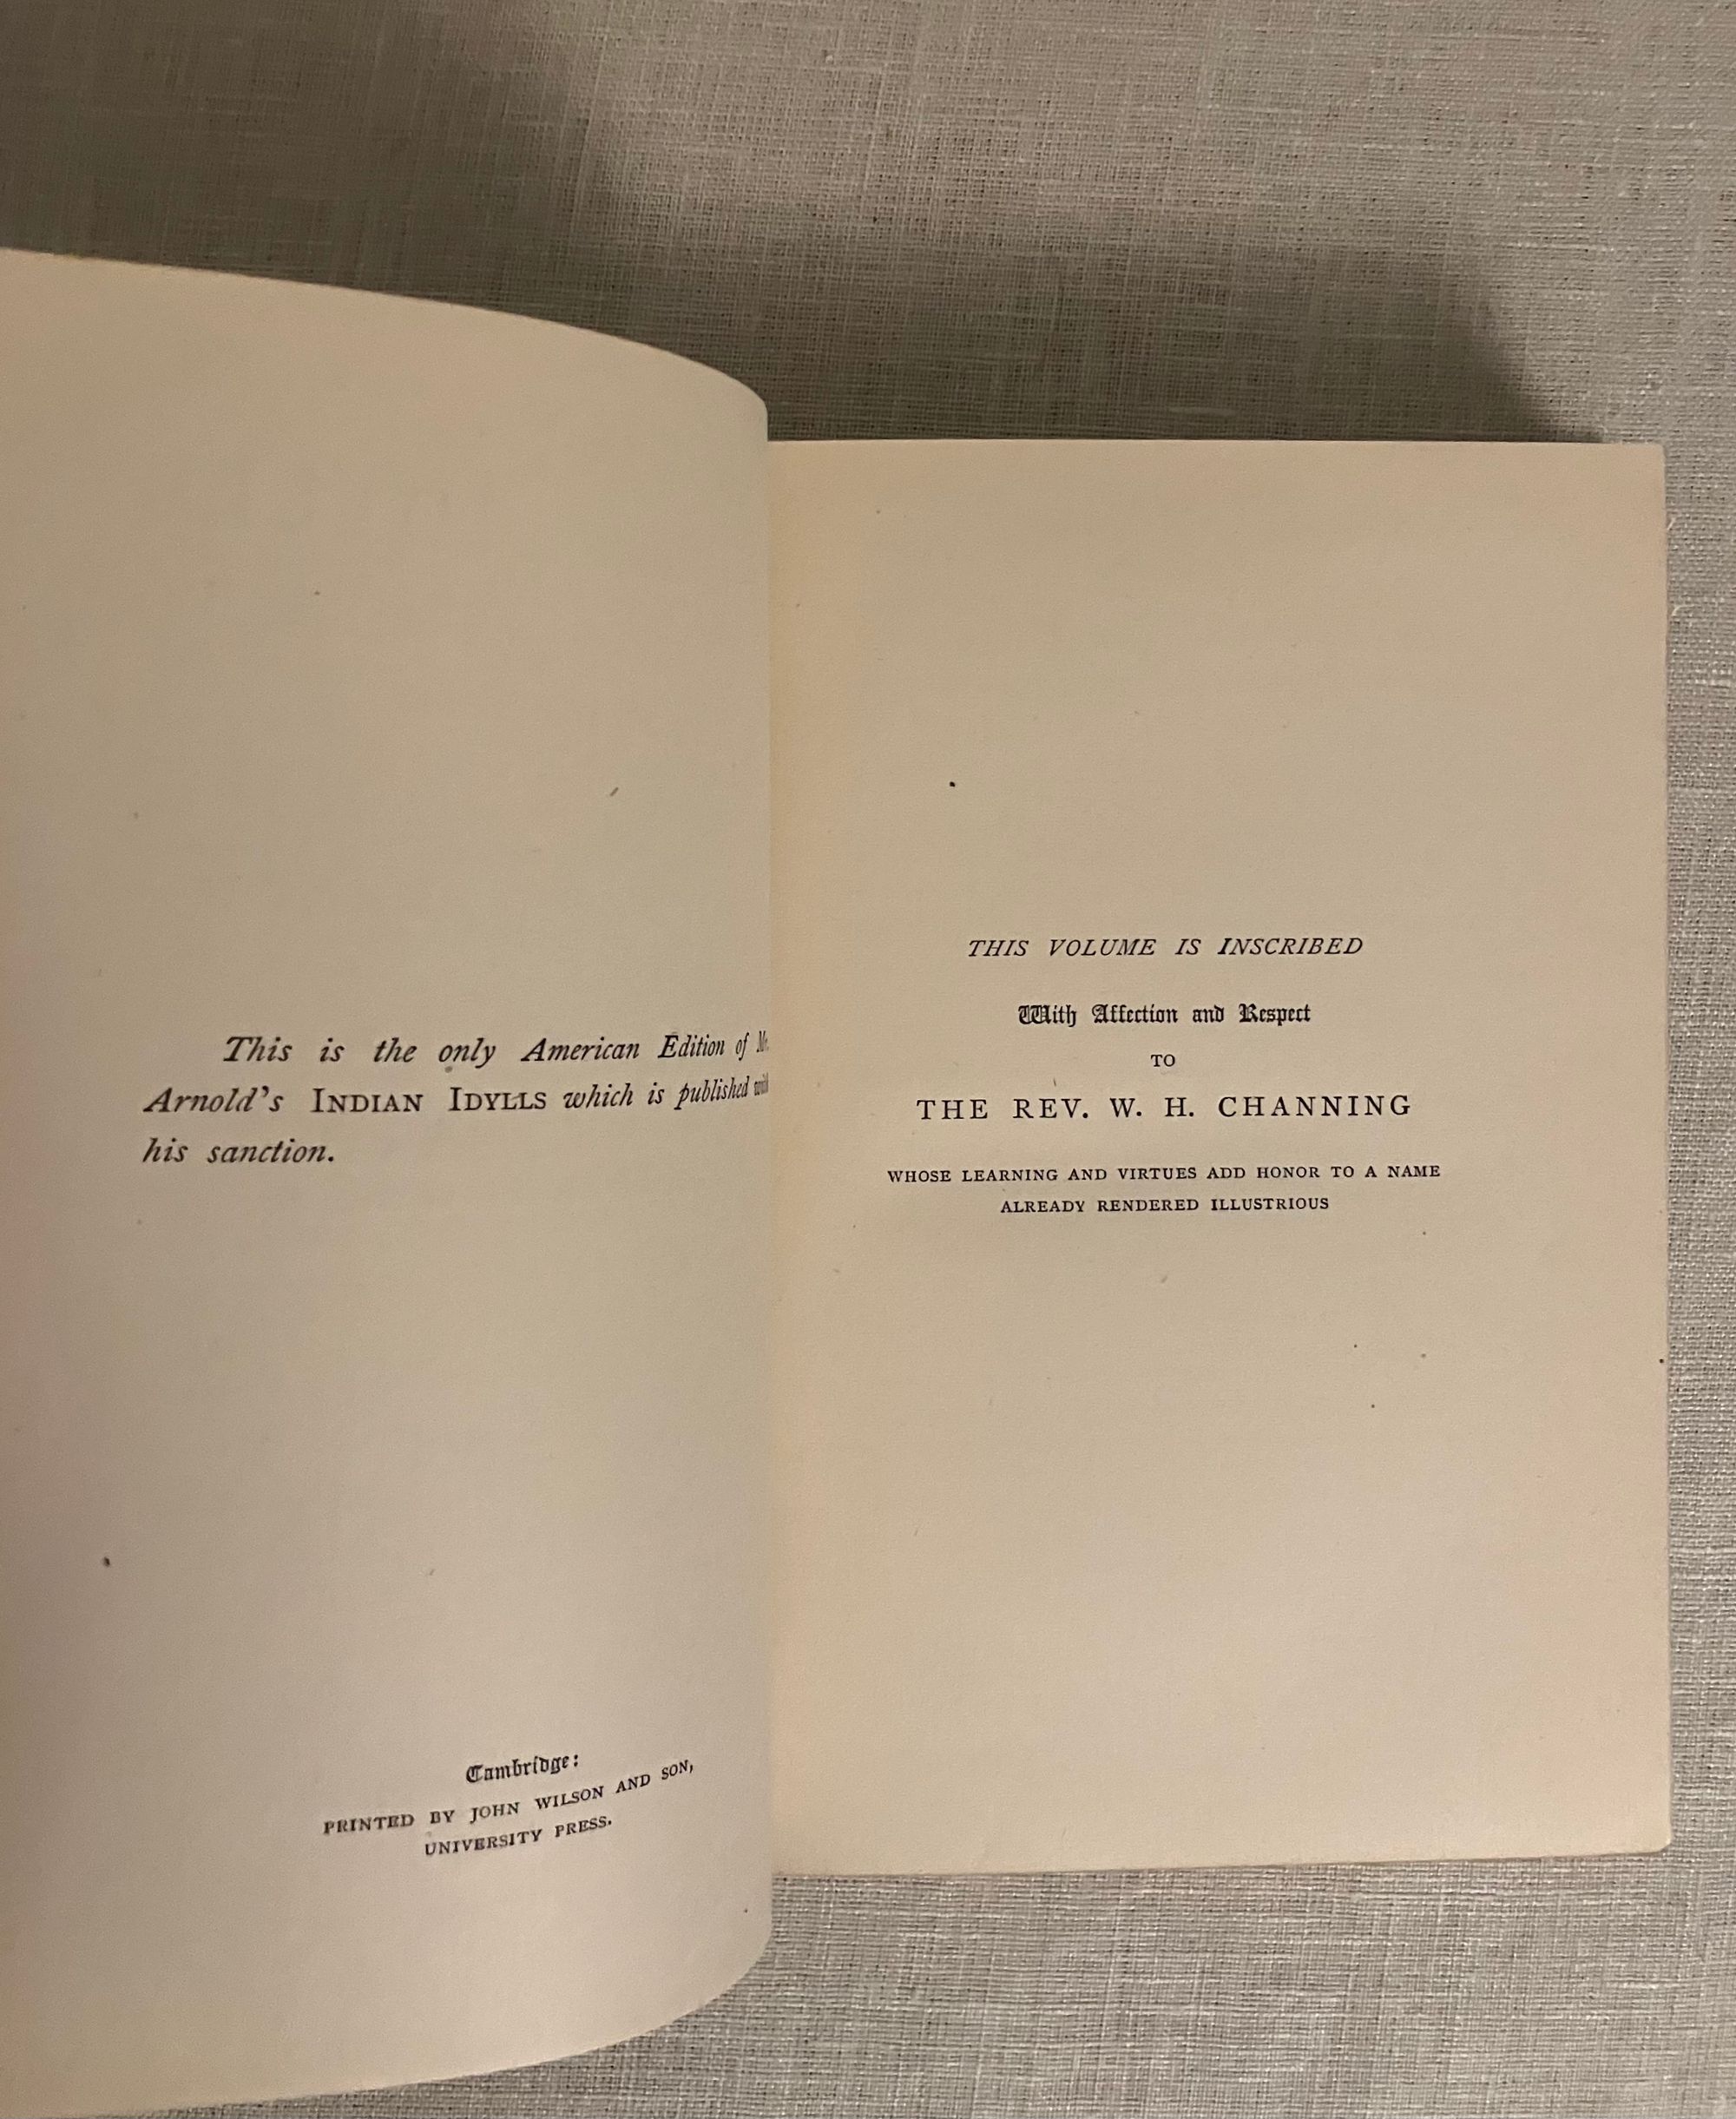 This is the only American Edition of
Arnold's INDIAN IDYLLS which is published
his sanction.
Cambridge:
PRINTED BY JOHN WILSON AND SON,
UNIVERSITY PRESS.
THIS VOLUME IS INSCRIBED
With Affection and Respect
TO
THE REV. W. H. CHANNING
WHOSE LEARNING AND VIRTUES ADD HONOR TO A NAME
ALREADY RENDERED ILLUSTRIOUS